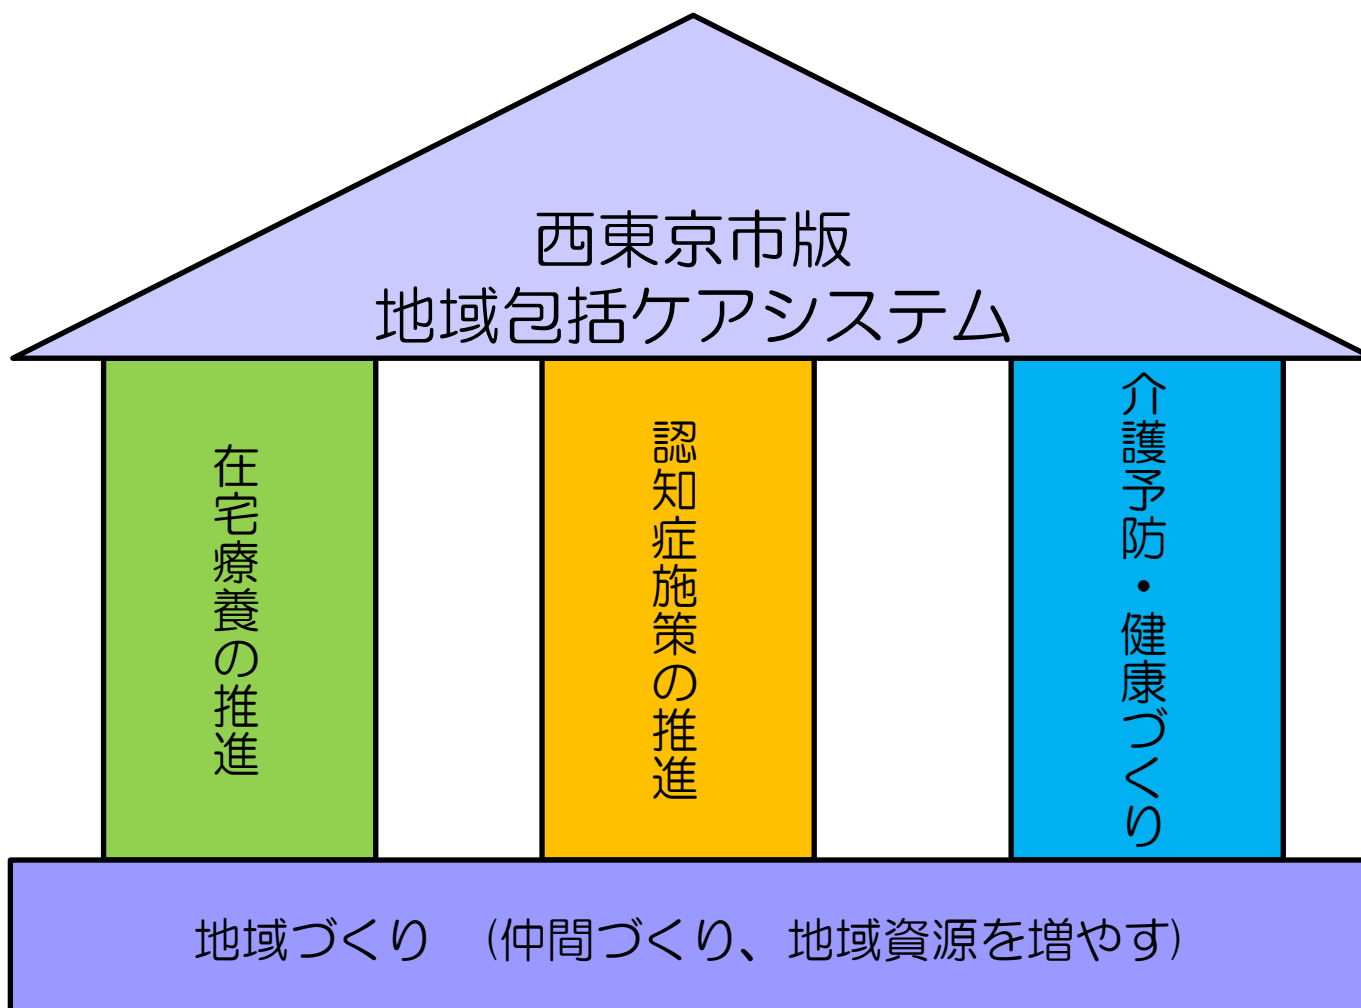 西東京市版
地域包括ケアシステム
在宅療養の推進
認知症施策の推進
介護予防・健康づくり
地域づくり　(仲間づくり、地域資源を増やす)